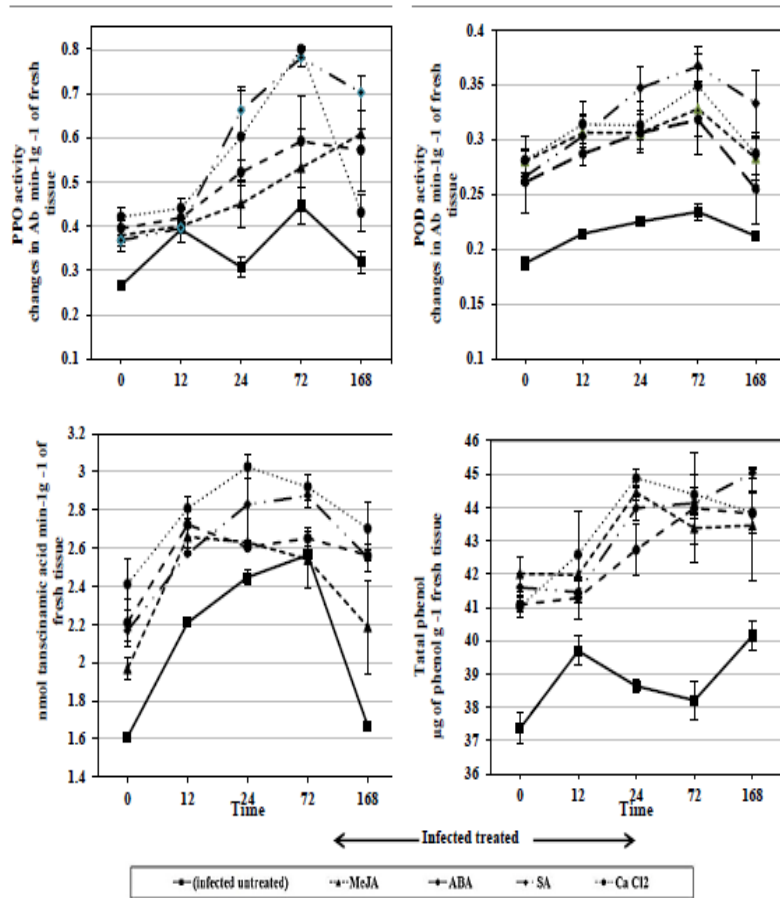 PPO activity
changes in Ab min-1g -1 of fresh
tissue
0.8
0.7
0.6
0.5
0.4
0.3
0.2
0.1
0 12 24 72 168
POD activity
changes in Ab min-1g -1 of fresh
tissue
0.4
0.35
0.3
0.25
0.2
0.15
0.1
0 12 24 72 168
nmol tanscinamic acid min-1g -1 of
fresh tissue
3.2
3
2.8
2.6
2.4
2.2
2
1.8
1.6
1.4
0 12 24 72 168
Time
Tatal phenol
µg of phenol g -1 fresh tissue
46
45
44
43
42
41
40
39
38
37
36
0 12 24 72 168
Time
Infected treated
(infected untreated) MeJA ABA SA Ca Cl2